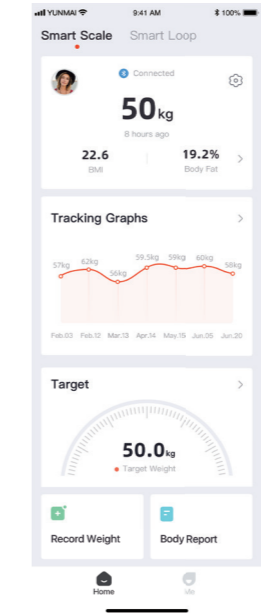 YUNMAI 9:41 AM 100%
Smart Scale Smart Loop
Connected
50kg
8 hours ago
22.6 19.2%
BMI Body Fat
Tracking Graphs
57kg 62kg 56kg 59.5kg 59kg 60kg 58kg
Feb.03 Feb.12 Mar.13 Apr.14 May.15 Jun.05 Jun.20
Target
50.0kg
Target Weight
Record Weight Body Report
Home Me